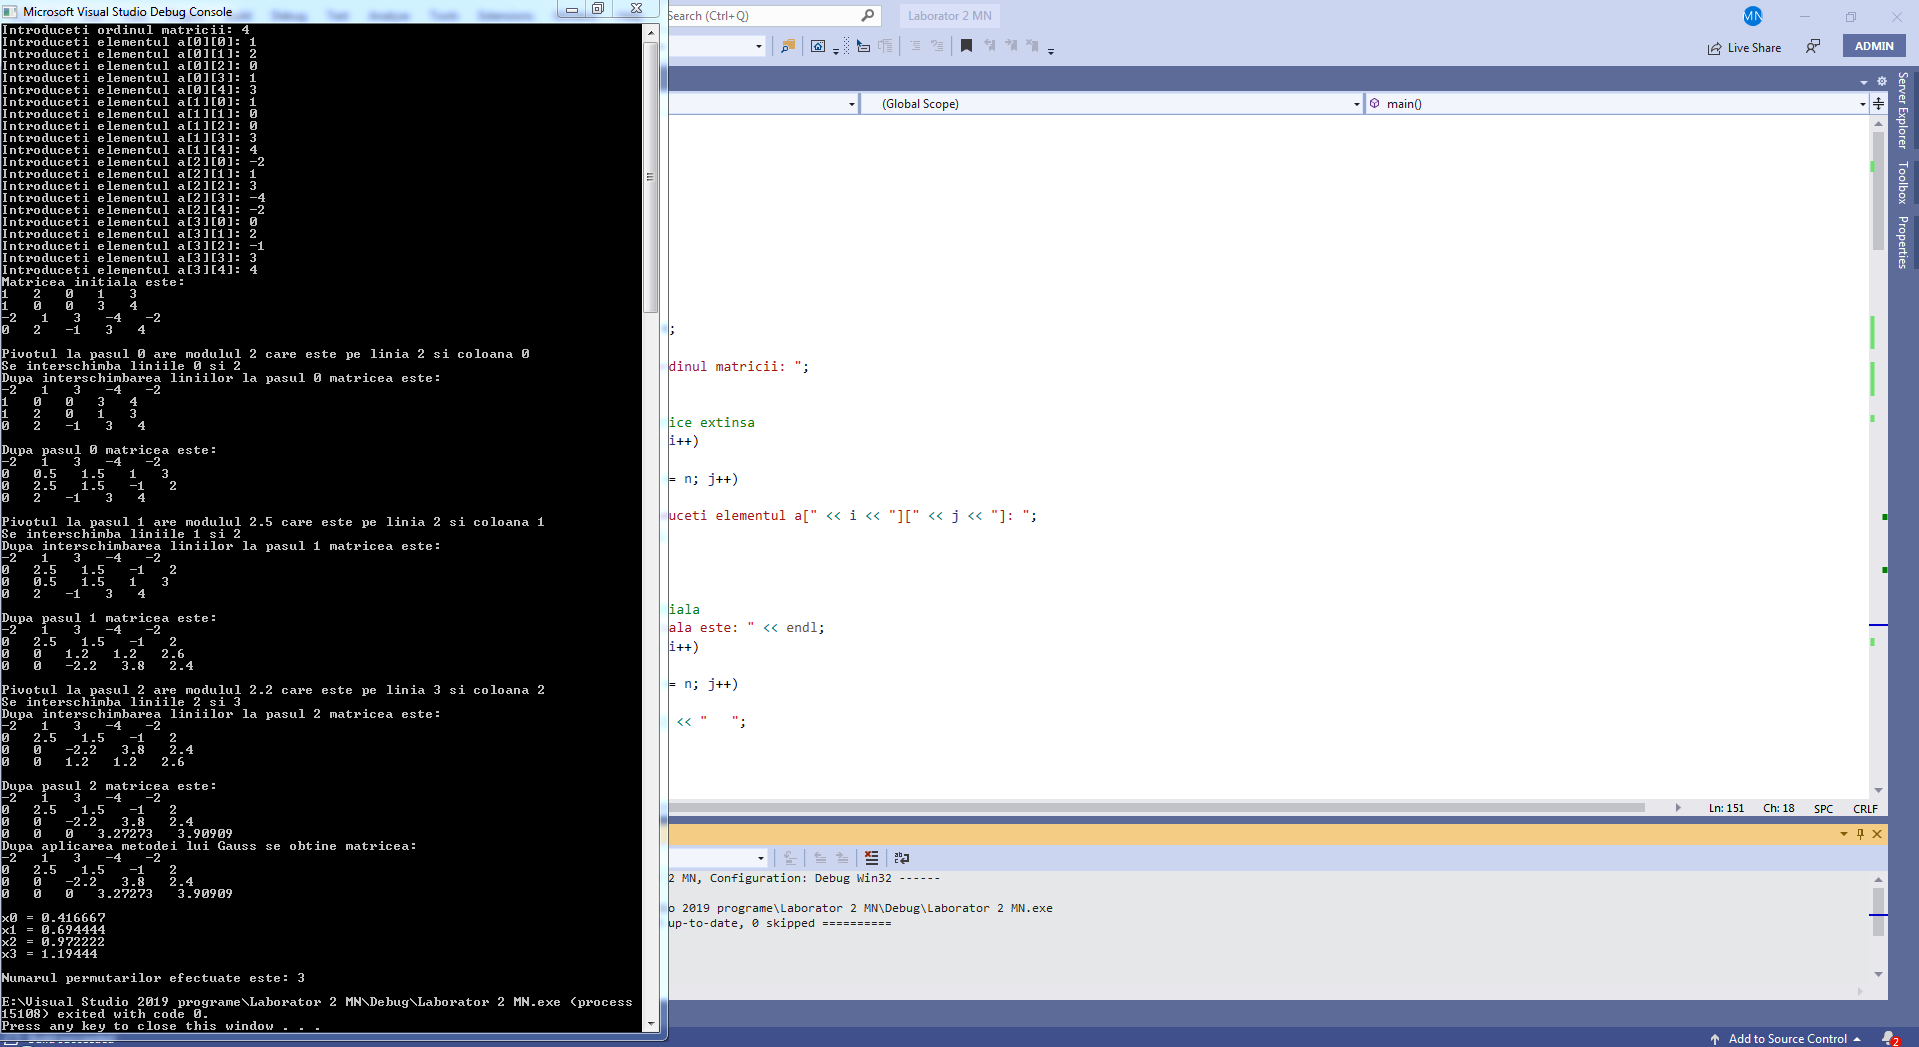 Microsoft Visual Studio Debug Console
Introduceti ordinul matricii: 4
Introduceti elementul a[0][0]: 1
Introduceti elementul a[0][1]: 2
Introduceti elementul a[0][2]: 0
Introduceti elementul a[0][3]: 1
Introduceti elementul a[0][4]: 3
Introduceti elementul a[1][0]: 1
Introduceti elementul a[1][1]: 0
Introduceti elementul a[1][2]: 0
Introduceti elementul a[1][3]: 3
Introduceti elementul a[1][4]: 4
Introduceti elementul a[2][0]: -2
Introduceti elementul a[2][1]: 1
Introduceti elementul a[2][2]: 3
Introduceti elementul a[2][3]: -4
Introduceti elementul a[2][4]: -2
Introduceti elementul a[3][0]: 0
Introduceti elementul a[3][1]: 2
Introduceti elementul a[3][2]: -1
Introduceti elementul a[3][3]: 3
Introduceti elementul a[3][4]: 4
Matricea initiala este:
1 2 0 1 3
1 0 0 3 4
-2 1 3 -4 -2
0 2 -1 3 4
Pivotul la pasul 0 are modulul 2 care este pe linia 2 si coloana 0
Se interschimba liniile 0 si 2
Dupa interschimbarea liniilor la pasul 0 matricea este:
-2 1 3 -4 -2
1 0 0 3 4
1 2 0 1 3
0 2 -1 3 4
Dupa pasul 0 matricea este:
-2 1 3 -4 -2
0 0.5 1.5 1 3
0 2.5 1.5 -1 2
0 2 -1 3 4
Pivotul la pasul 1 are modulul 2.5 care este pe linia 2 si coloana 1
Se interschimba liniile 1 si 2
Dupa interschimbarea liniilor la pasul 1 matricea este:
-2 1 3 -4 -2
0 2.5 1.5 -1 2
0 0.5 1.5 1 3
0 2 -1 3 4
Dupa pasul 1 matricea este:
-2 1 3 -4 -2
0 2.5 1.5 -1 2
0 0 1.2 1.2 2.6
0 0 -2.2 3.8 2.4
Pivotul la pasul 2 are modulul 2.2 care este pe linia 3 si coloana 2
Se interschimba liniile 2 si 3
Dupa interschimbarea liniilor la pasul 2 matricea este:
-2 1 3 -4 -2
0 2.5 1.5 -1 2
0 0 -2.2 3.8 2.4
0 0 1.2 1.2 2.6
Dupa pasul 2 matricea este:
-2 1 3 -4 -2
0 2.5 1.5 -1 2
0 0 -2.2 3.8 2.4
0 0 0 3.27273 3.90909
Dupa aplicarea metodei lui Gauss se obtine matricea:
-2 1 3 -4 -2
0 2.5 1.5 -1 2
0 0 -2.2 3.8 2.4
0 0 0 3.27273 3.90909
x0 = 0.416667
x1 = 0.694444
x2 = 0.972222
x3 = 1.19444
Numarul permutarilor efectuate este: 3
E:\Visual Studio 2019 programe\Laborator 2 MN\Debug\Laborator 2 MN.exe (process
15108) exited with code 0.
Press any key to close this window . . .
Search (Ctrl+Q)
Laborator 2 MN
MN
Live Share
ADMIN
(Global Scope)
main()
;
dinul matricii: ";
ice extinsa
i++)
= n; j++)
uceti elementul a[" << i << "][" << j << "]: ";
iala
ala este: " << endl;
i++)
= n; j++)
<< "   ";
Ln: 151 Ch: 18 SPC CRLF
2 MN, Configuration: Debug Win32 ------
o 2019 programe\Laborator 2 MN\Debug\Laborator 2 MN.exe
up-to-date, 0 skipped ==========
Server Explorer
Toolbox
Properties
Add to Source Control
2